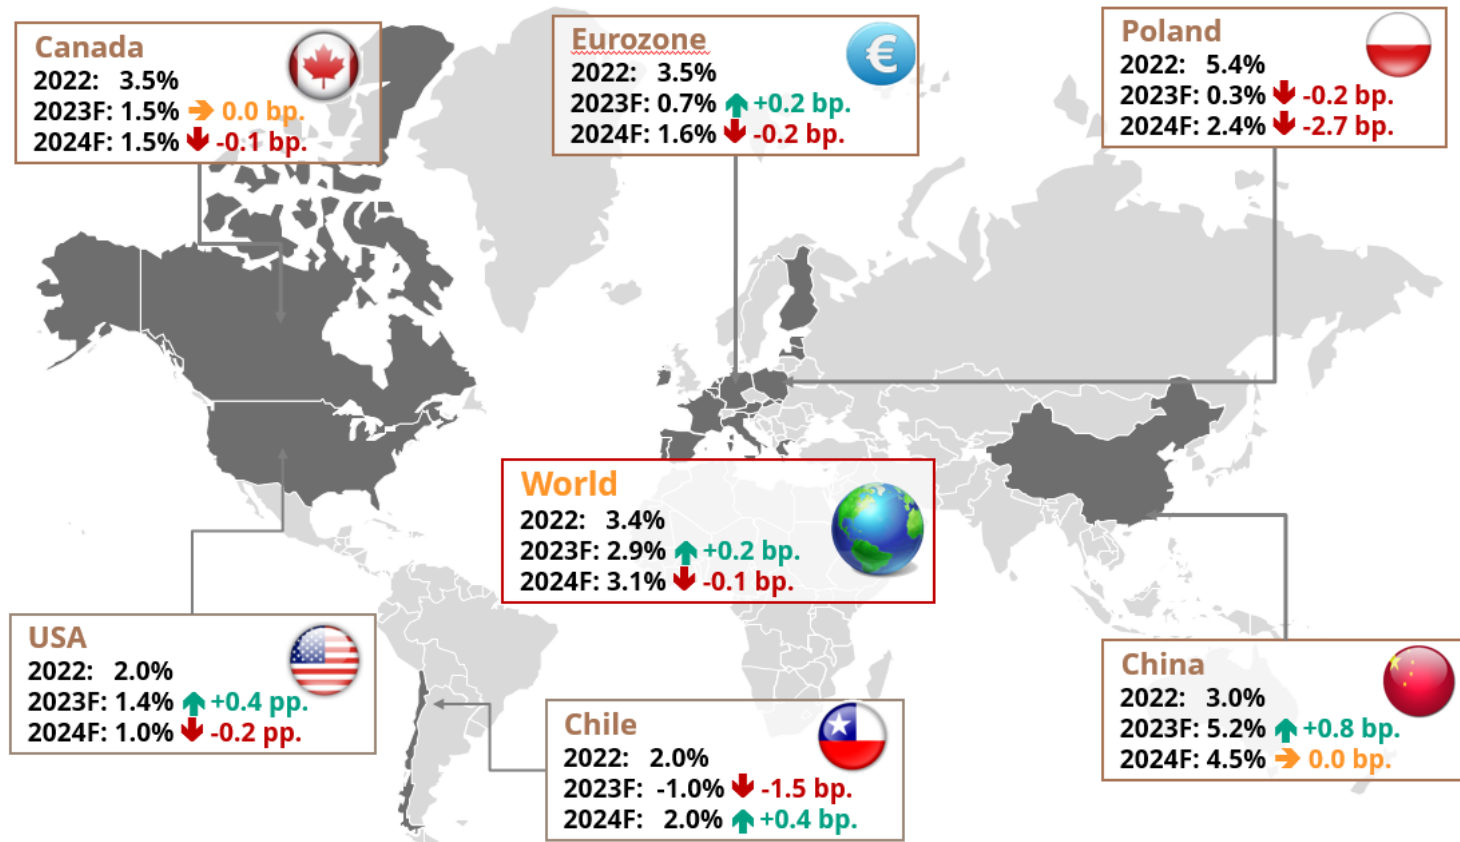 Canada
2022: 3.5%
2023F: 1.5% 0.0 bp.
2024F: 1.5% -0.1 bp.
Eurozone
2022: 3.5%
2023F: 0.7% +0.2 bp.
2024F: 1.6% -0.2 bp.
Poland
2022: 5.4%
2023F: 0.3% -0.2 bp.
2024F: 2.4% -2.7 bp.
World
2022: 3.4%
2023F: 2.9% +0.2 bp.
2024F: 3.1% -0.1 bp.
USA
2022: 2.0%
2023F: 1.4% +0.4 pp.
2024F: 1.0% -0.2 pp.
Chile
2022: 2.0%
2023F: -1.0% -1.5 bp.
2024F: 2.0% +0.4 bp.
China
2022: 3.0%
2023F: 5.2% +0.8 bp.
2024F: 4.5% 0.0 bp.